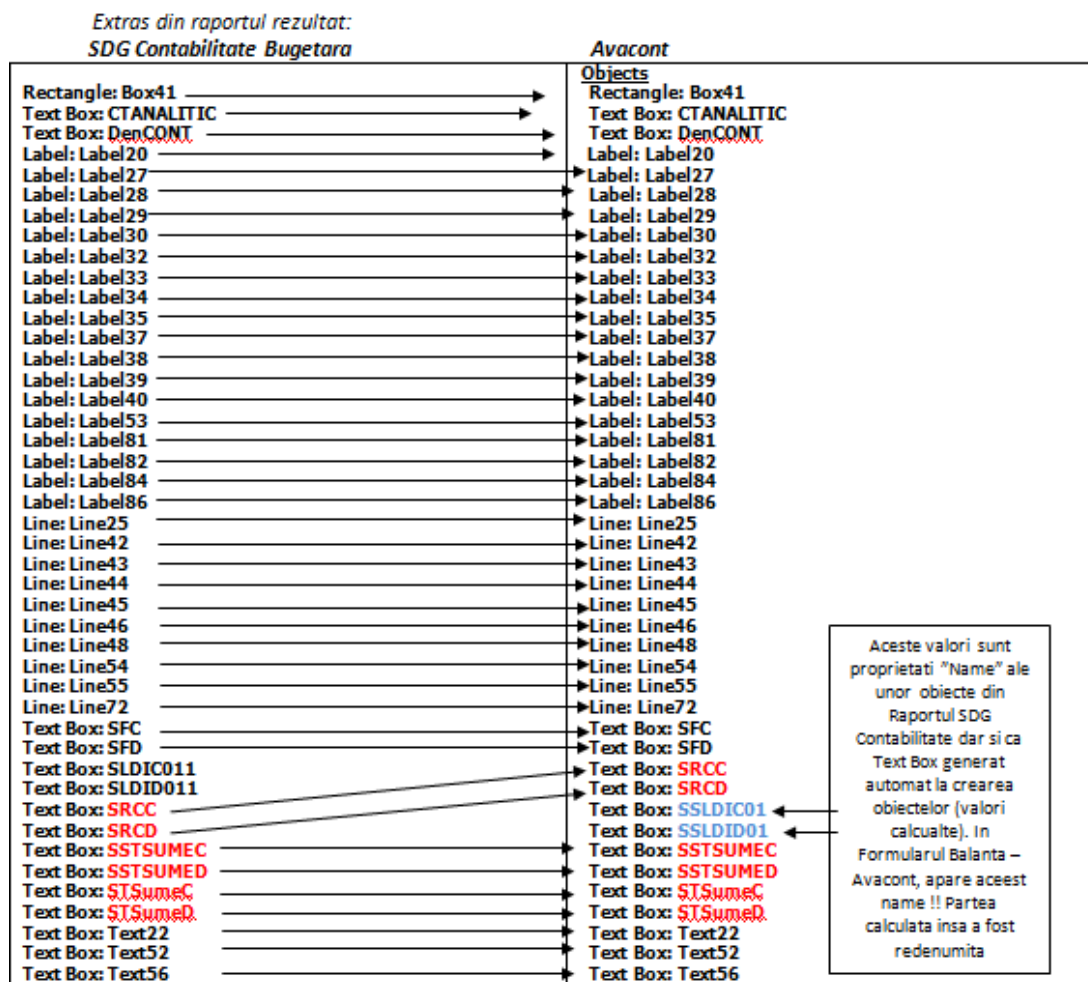 Extras din raportul rezultat:
SDG Contabilitate Bugetara
Avacont
Rectangle: Box41
Text Box: CTANALITIC
Text Box: DenCONT
Label: Label20
Label: Label27
Label: Label28
Label: Label29
Label: Label30
Label: Label32
Label: Label33
Label: Label34
Label: Label35
Label: Label37
Label: Label38
Label: Label39
Label: Label40
Label: Label53
Label: Label81
Label: Label82
Label: Label84
Label: Label86
Line: Line25
Line: Line42
Line: Line43
Line: Line44
Line: Line45
Line: Line46
Line: Line48
Line: Line54
Line: Line55
Line: Line72
Text Box: SFC
Text Box: SFD
Text Box: SLDIC011
Text Box: SLDID011
Text Box: SRCC
Text Box: SRCD
Text Box: SSTSUMEC
Text Box: SSTSUMED
Text Box: STSumeC
Text Box: STSumeD
Text Box: Text22
Text Box: Text52
Text Box: Text56
Objects
Rectangle: Box41
Text Box: CTANALITIC
Text Box: DenCONT
Label: Label20
Label: Label27
Label: Label28
Label: Label29
Label: Label30
Label: Label32
Label: Label33
Label: Label34
Label: Label35
Label: Label37
Label: Label38
Label: Label39
Label: Label40
Label: Label53
Label: Label81
Label: Label82
Label: Label84
Label: Label86
Line: Line25
Line: Line42
Line: Line43
Line: Line44
Line: Line45
Line: Line46
Line: Line48
Line: Line54
Line: Line55
Line: Line72
Text Box: SFC
Text Box: SFD
Text Box: SRCC
Text Box: SRCD
Text Box: SSLDIC01
Text Box: SSLDID01
Text Box: SSTSUMEC
Text Box: SSTSUMED
Text Box: STSumeC
Text Box: STSumeD
Text Box: Text22
Text Box: Text52
Text Box: Text56
Aceste valori sunt
proprietati "Name" ale
unor obiecte din
Raportul SDG
Contabilitate dar si ca
Text Box generat
automat la crearea
obiectelor (valori
calcualte). In
Formularul Balanta –
Avacont, apare aceest
name !! Partea
calculata insa a fost
redenumita